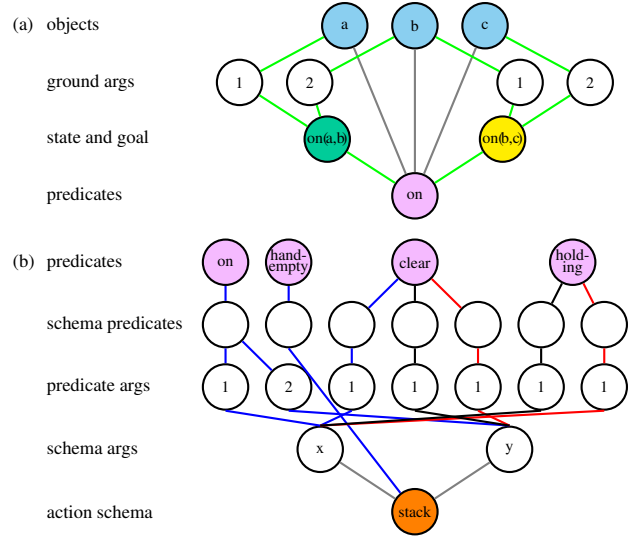 (a) objects a b c
ground args 1 2 1 2
state and goal on(a,b) on(b,c)
predicates on
(b) predicates on hand-empty clear hold-ing
schema predicates
predicate args 1 2 1 1 1 1 1
schema args x y
action schema stack